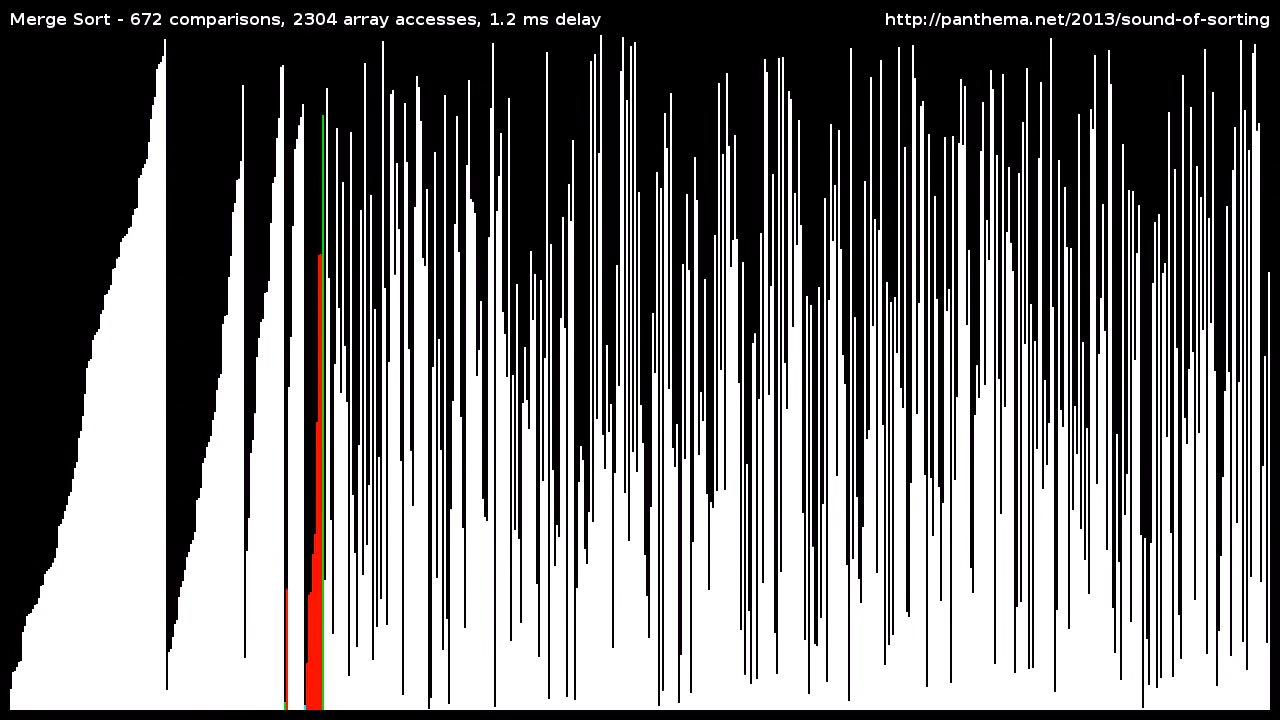 Merge Sort - 672 comparisons, 2304 array accesses, 1.2 ms delay
http://panthema.net/2013/sound-of-sorting